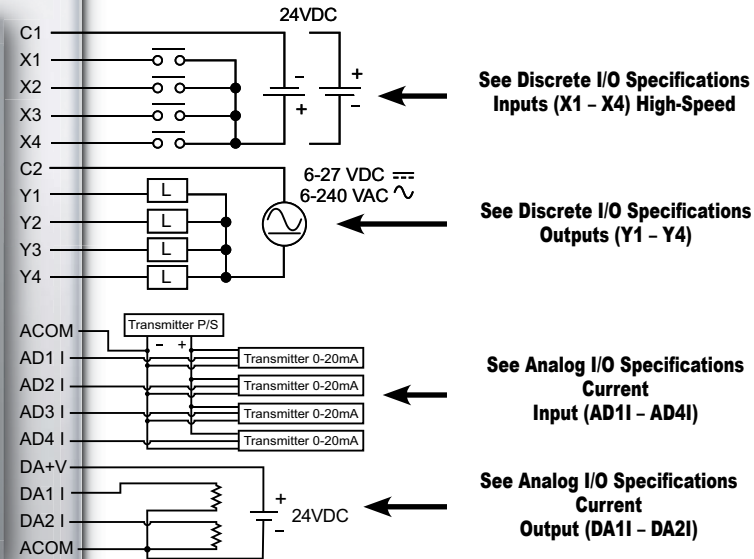 24VDC
C1
X1
X2
X3
X4
– +
+ –
See Discrete I/O Specifications
Inputs (X1 – X4) High-Speed
C2
Y1 L
Y2 L
Y3 L
Y4 L
6-27 VDC
6-240 VAC
See Discrete I/O Specifications
Outputs (Y1 – Y4)
Transmitter P/S
– +
ACOM
AD1 I Transmitter 0-20mA
AD2 I Transmitter 0-20mA
AD3 I Transmitter 0-20mA
AD4 I Transmitter 0-20mA
See Analog I/O Specifications
Current
Input (AD1I – AD4I)
DA+V
DA1 I
DA2 I
ACOM
+
24VDC
–
See Analog I/O Specifications
Current
Output (DA1I – DA2I)